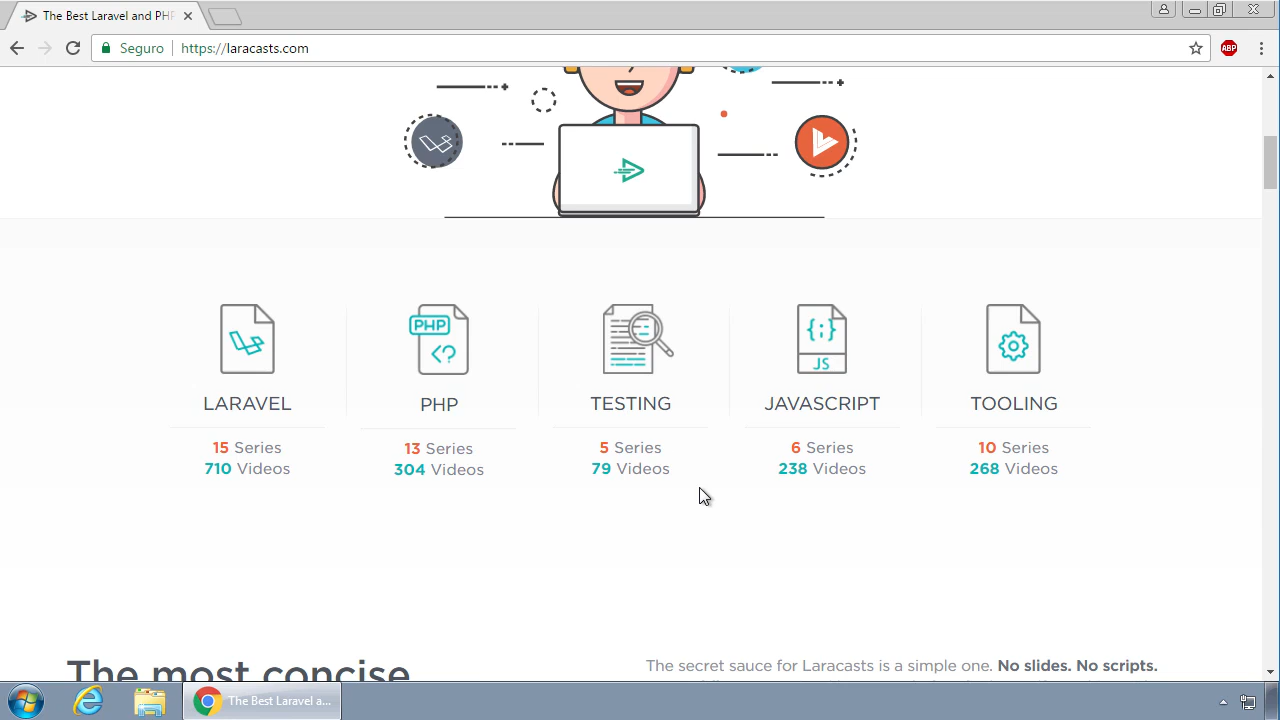 The Best Laravel and PHP
Seguro
https://laracasts.com
ABP
PHP
<?
{;}
JS
LARAVEL
PHP
TESTING
JAVASCRIPT
TOOLING
15 Series
13 Series
5 Series
6 Series
10 Series
710 Videos
304 Videos
79 Videos
238 Videos
268 Videos
The most concise
The secret sauce for Laracasts is a simple one. No slides. No scripts.
The Best Laravel a...